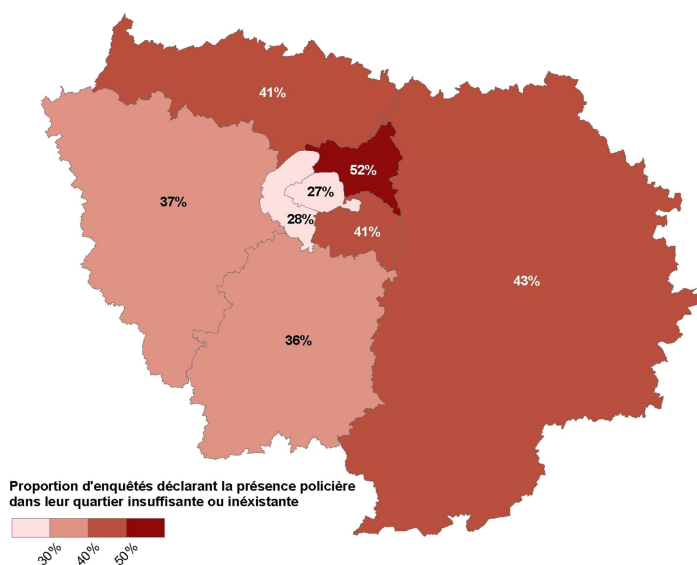 41%
52%
27%
37%
28%
41%
43%
36%
Proportion d'enquêtés déclarant la présence policière
dans leur quartier insuffisante ou inéxistante
30% 40% 50%